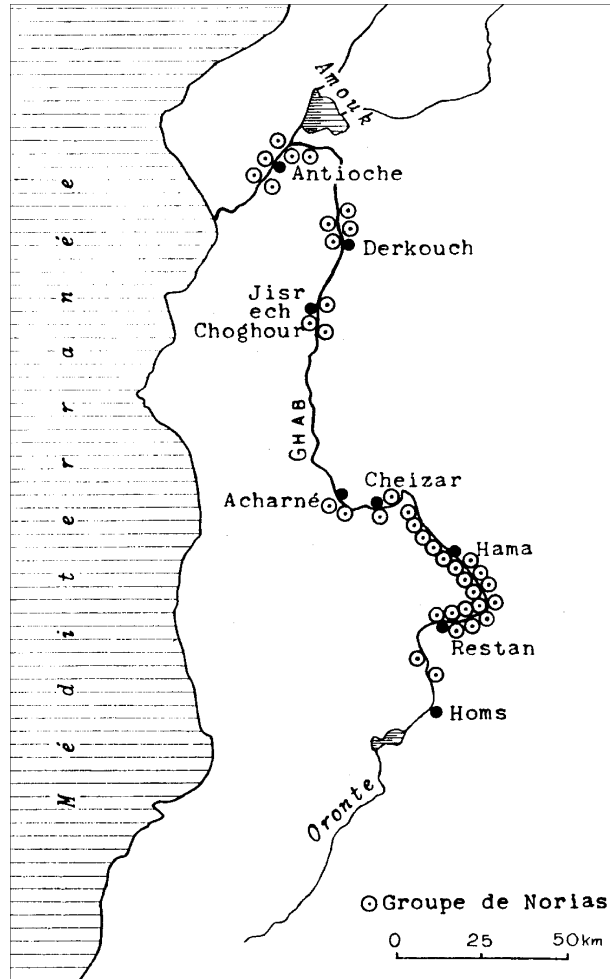 Amouk
Antioche
Derkouch
Jisr
ech
Choghour
GHAB
Cheizar
Acharné
Hama
Restan
Homs
Oronte
Méditerranée
Groupe de Norias
0 25 50km